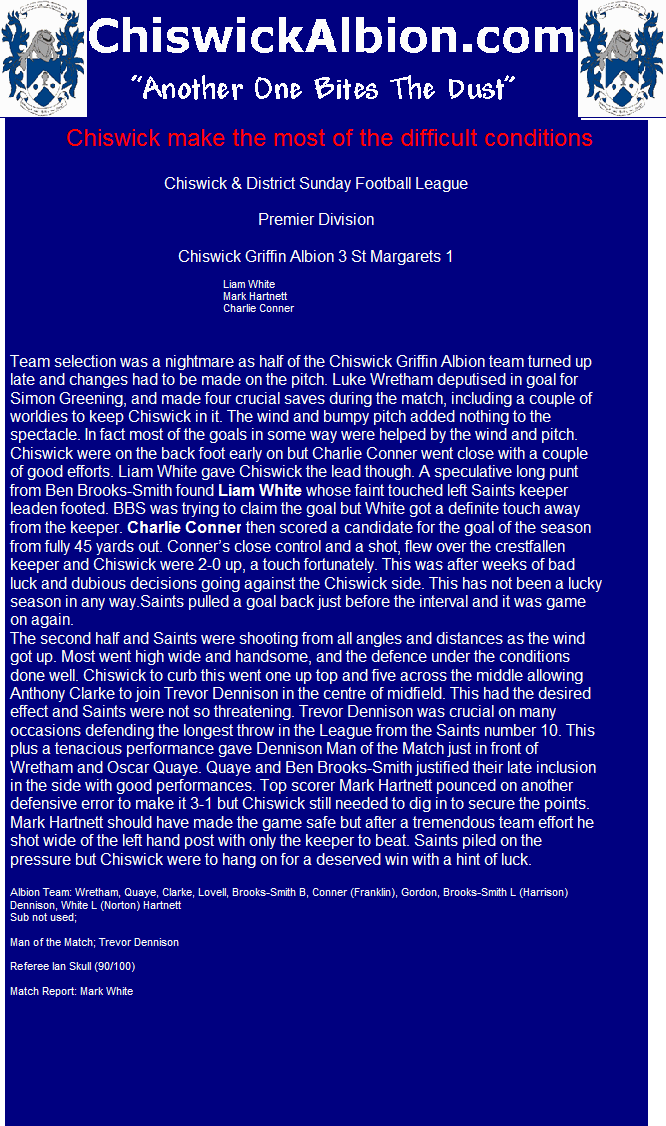 ChiswickAlbion.com
"Another One Bites The Dust"
Chiswick make the most of the difficult conditions
Chiswick & District Sunday Football League
Premier Division
Chiswick Griffin Albion 3 St Margarets 1
Liam White
Mark Hartnett
Charlie Conner
Team selection was a nightmare as half of the Chiswick Griffin Albion team turned up
late and changes had to be made on the pitch. Luke Wretham deputised in goal for
Simon Greening, and made four crucial saves during the match, including a couple of
worldies to keep Chiswick in it. The wind and bumpy pitch added nothing to the
spectacle. In fact most of the goals in some way were helped by the wind and pitch.
Chiswick were on the back foot early on but Charlie Conner went close with a couple
of good efforts. Liam White gave Chiswick the lead though. A speculative long punt
from Ben Brooks-Smith found Liam White whose faint touched left Saints keeper
leaden footed. BBS was trying to claim the goal but White got a definite touch away
from the keeper. Charlie Conner then scored a candidate for the goal of the season
from fully 45 yards out. Conner's close control and a shot, flew over the crestfallen
keeper and Chiswick were 2-0 up, a touch fortunately. This was after weeks of bad
luck and dubious decisions going against the Chiswick side. This has not been a lucky
season in any way.Saints pulled a goal back just before the interval and it was game
on again.
The second half and Saints were shooting from all angles and distances as the wind
got up. Most went high wide and handsome, and the defence under the conditions
done well. Chiswick to curb this went one up top and five across the middle allowing
Anthony Clarke to join Trevor Dennison in the centre of midfield. This had the desired
effect and Saints were not so threatening. Trevor Dennison was crucial on many
occasions defending the longest throw in the League from the Saints number 10. This
plus a tenacious performance gave Dennison Man of the Match just in front of
Wretham and Oscar Quaye. Quaye and Ben Brooks-Smith justified their late inclusion
in the side with good performances. Top scorer Mark Hartnett pounced on another
defensive error to make it 3-1 but Chiswick still needed to dig in to secure the points.
Mark Hartnett should have made the game safe but after a tremendous team effort he
shot wide of the left hand post with only the keeper to beat. Saints piled on the
pressure but Chiswick were to hang on for a deserved win with a hint of luck.
Albion Team: Wretham, Quaye, Clarke, Lovell, Brooks-Smith B, Conner (Franklin), Gordon, Brooks-Smith L (Harrison)
Dennison, White L (Norton) Hartnett
Sub not used;
Man of the Match; Trevor Dennison
Referee Ian Skull (90/100)
Match Report: Mark White